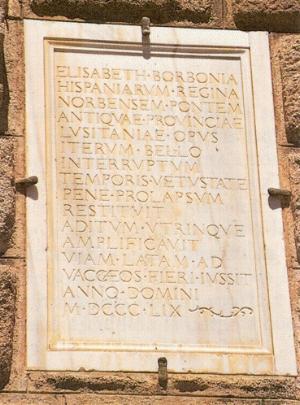 ELISABETH · BORBONIA
HISPANIARVM · REGINA
NORBENSEM · PONTEM
ANTIQVAE · PROVINCIAE
LVSITANIAE · OPVS
ITERVM · BELLO
INTERRVPTVM
TEMPORIS · VETVSTATE
PENE · PROLAPSVM
RESTITVIT
ADITVM · VTRINQVE
AMPLIFICAVIT
VIAM · LATAM · AD
VACCÆOS · FIERI · IVSSIT
ANNO · DOMINI
M · DCCC · LIX